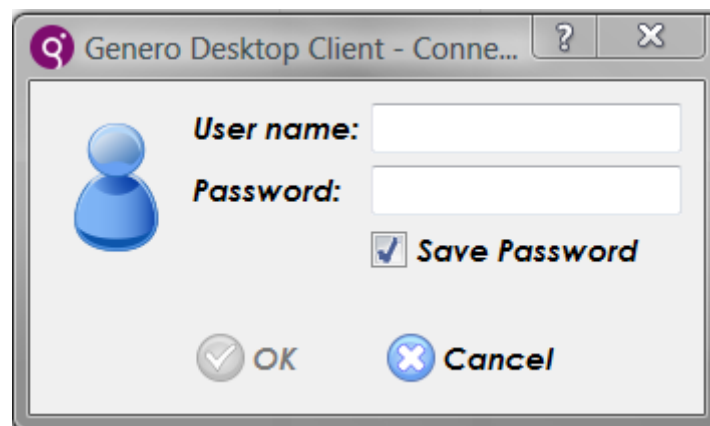 Genero Desktop Client - Conne...
User name:
Password:
Save Password
OK Cancel